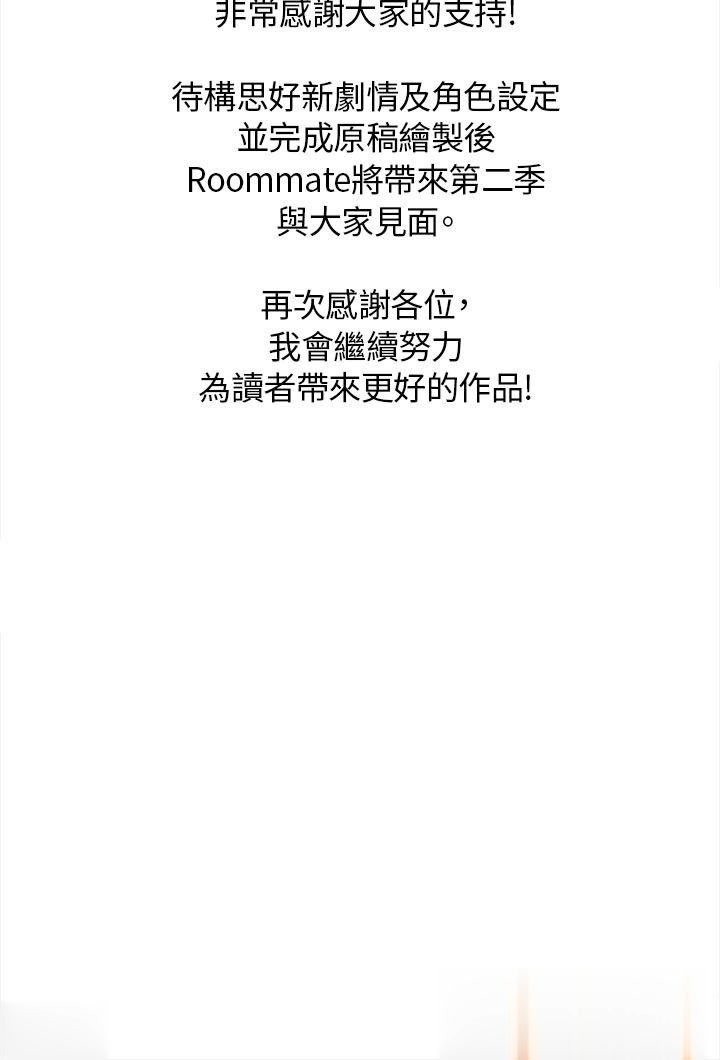 非常感謝大家的支持!
待構思好新劇情及角色設定
並完成原稿繪製後
Roommate將帶來第二季
與大家見面。
再次感謝各位，
我會繼續努力
為讀者帶來更好的作品!